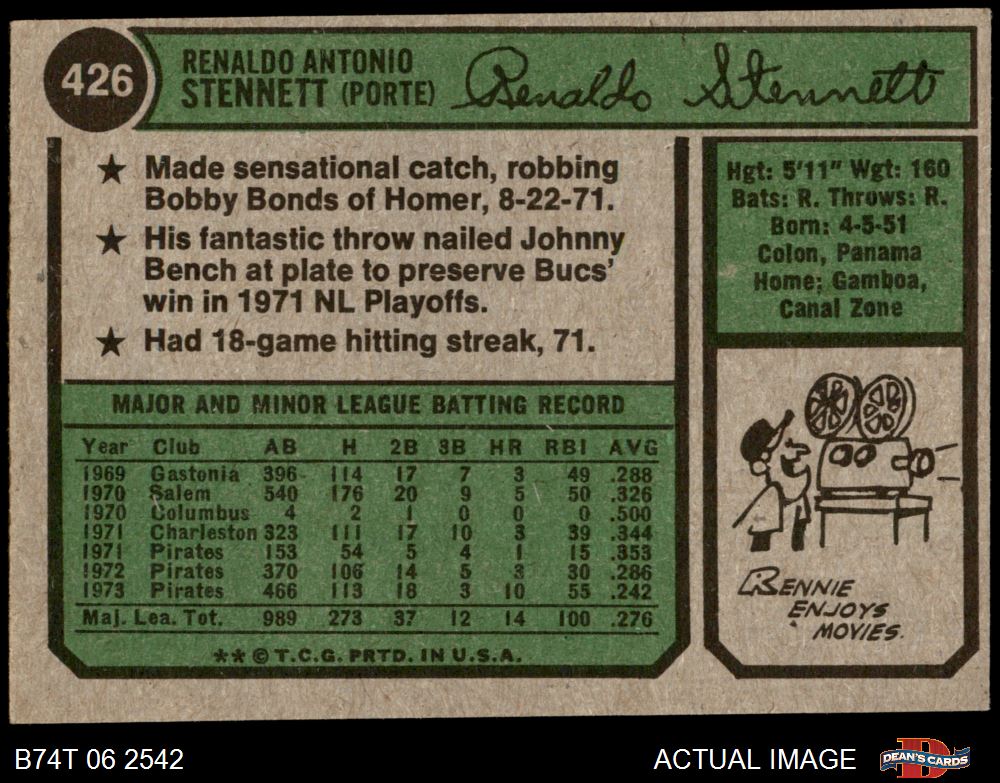 426
RENALDO ANTONIO
STENNETT (PORTE)
Renaldo Stennett
★ Made sensational catch, robbing
Bobby Bonds of Homer, 8-22-71.
★ His fantastic throw nailed Johnny
Bench at plate to preserve Bucs'
win in 1971 NL Playoffs.
★ Had 18-game hitting streak, 71.
Hgt: 5'11" Wgt: 160
Bats: R. Throws: R.
Born: 4-5-51
Colon, Panama
Home: Gamboa,
Canal Zone
MAJOR AND MINOR LEAGUE BATTING RECORD
Year Club AB H 2B 3B HR RBI AVG
1969 Gastonia 396 114 17 7 3 49 .288
1970 Salem 540 176 20 9 5 50 .326
1970 Columbus 4 2 1 0 0 0 .500
1971 Charleston 323 111 17 10 3 39 .344
1971 Pirates 153 54 5 4 1 15 .353
1972 Pirates 370 106 14 5 3 30 .286
1973 Pirates 466 113 18 3 10 55 .242
Maj. Lea. Tot. 989 273 37 12 14 100 .276
** © T.C.G. PRTD. IN U.S.A.
RENNIE
ENJOYS
MOVIES.
B74T 06 2542
ACTUAL IMAGE
DEAN'S CARDS